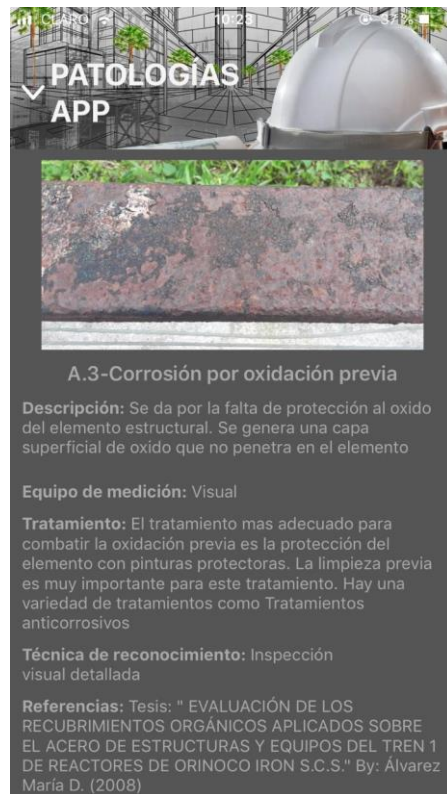 CLARO 10:23 37%
PATOLOGÍAS
APP
A.3-Corrosión por oxidación previa
Descripción: Se da por la falta de protección al oxido
del elemento estructural. Se genera una capa
superficial de oxido que no penetra en el elemento
Equipo de medición: Visual
Tratamiento: El tratamiento mas adecuado para
combatir la oxidación previa es la protección del
elemento con pinturas protectoras. La limpieza previa
es muy importante para este tratamiento. Hay una
variedad de tratamientos como Tratamientos
anticorrosivos
Técnica de reconocimiento: Inspección
visual detallada
Referencias: Tesis: " EVALUACIÓN DE LOS
RECUBRIMIENTOS ORGÁNICOS APLICADOS SOBRE
EL ACERO DE ESTRUCTURAS Y EQUIPOS DEL TREN 1
DE REACTORES DE ORINOCO IRON S.C.S." By: Álvarez
María D. (2008)